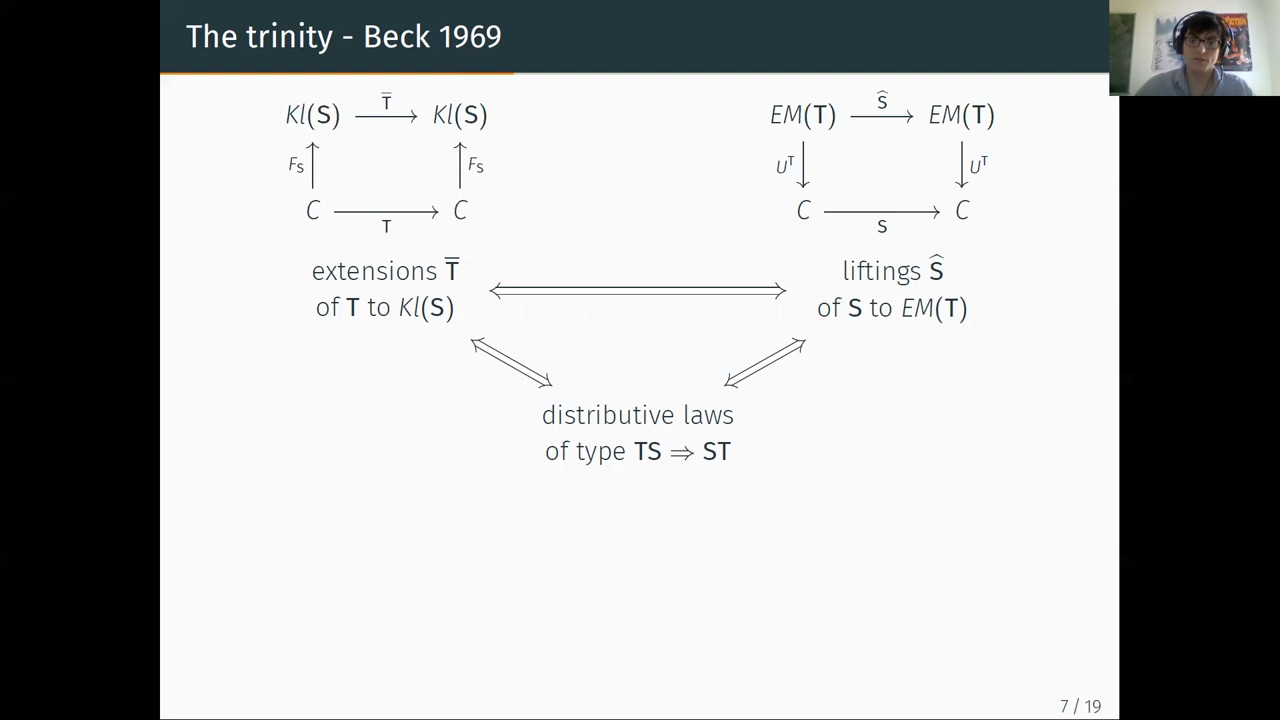 The trinity - Beck 1969
Kl(S) T̅ Kl(S)
F_S F_S
C T C
EM(T) Ŝ EM(T)
U^T U^T
C S C
extensions T̅
of T to Kl(S)
liftings Ŝ
of S to EM(T)
distributive laws
of type TS ⇒ ST
7 / 19